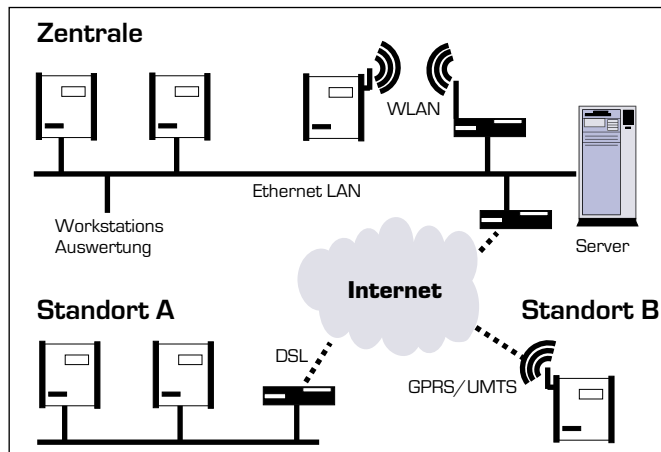 Zentrale
WLAN
Ethernet LAN
Workstations
Auswertung
Server
Internet
Standort A
Standort B
DSL
GPRS/UMTS